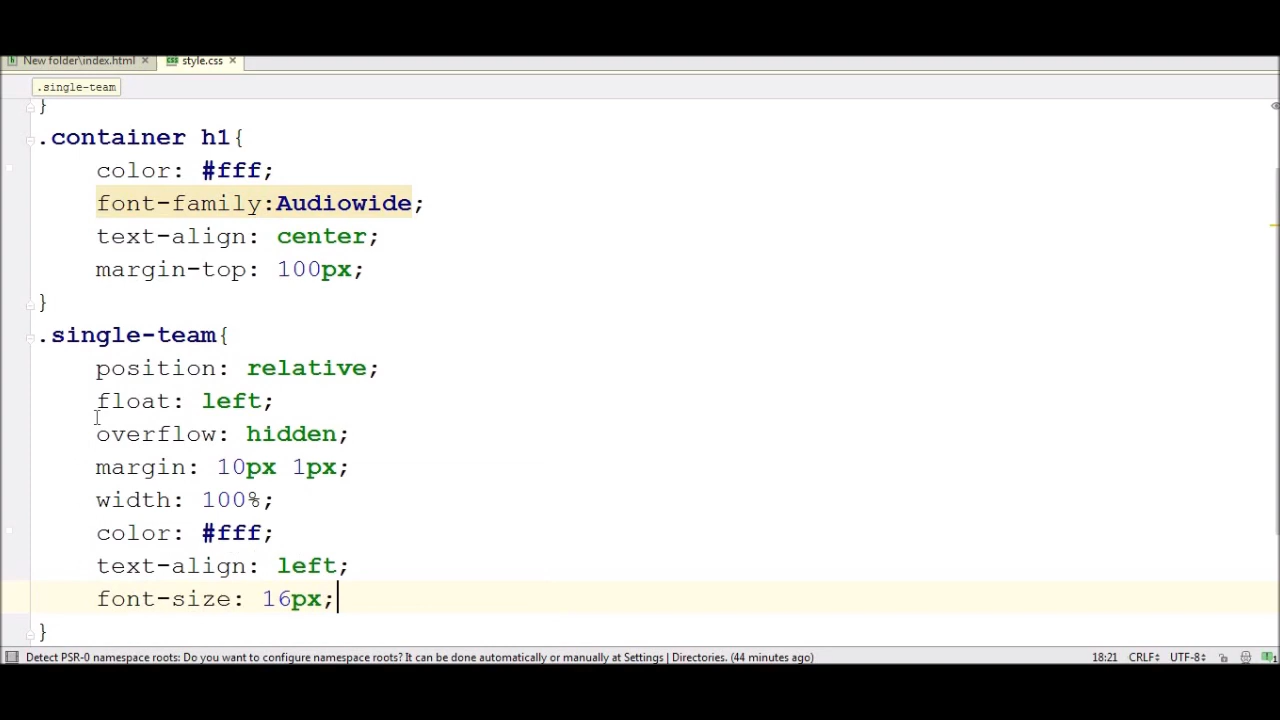 New folder\index.html
style.css
.single-team
}
.container h1{
color: #fff;
font-family:Audiowide;
text-align: center;
margin-top: 100px;
}
.single-team{
position: relative;
float: left;
overflow: hidden;
margin: 10px 1px;
width: 100%;
color: #fff;
text-align: left;
font-size: 16px;
}
Detect PSR-0 namespace roots: Do you want to configure namespace roots? It can be done automatically or manually at Settings | Directories. (44 minutes ago) 18:21 CRLF UTF-8